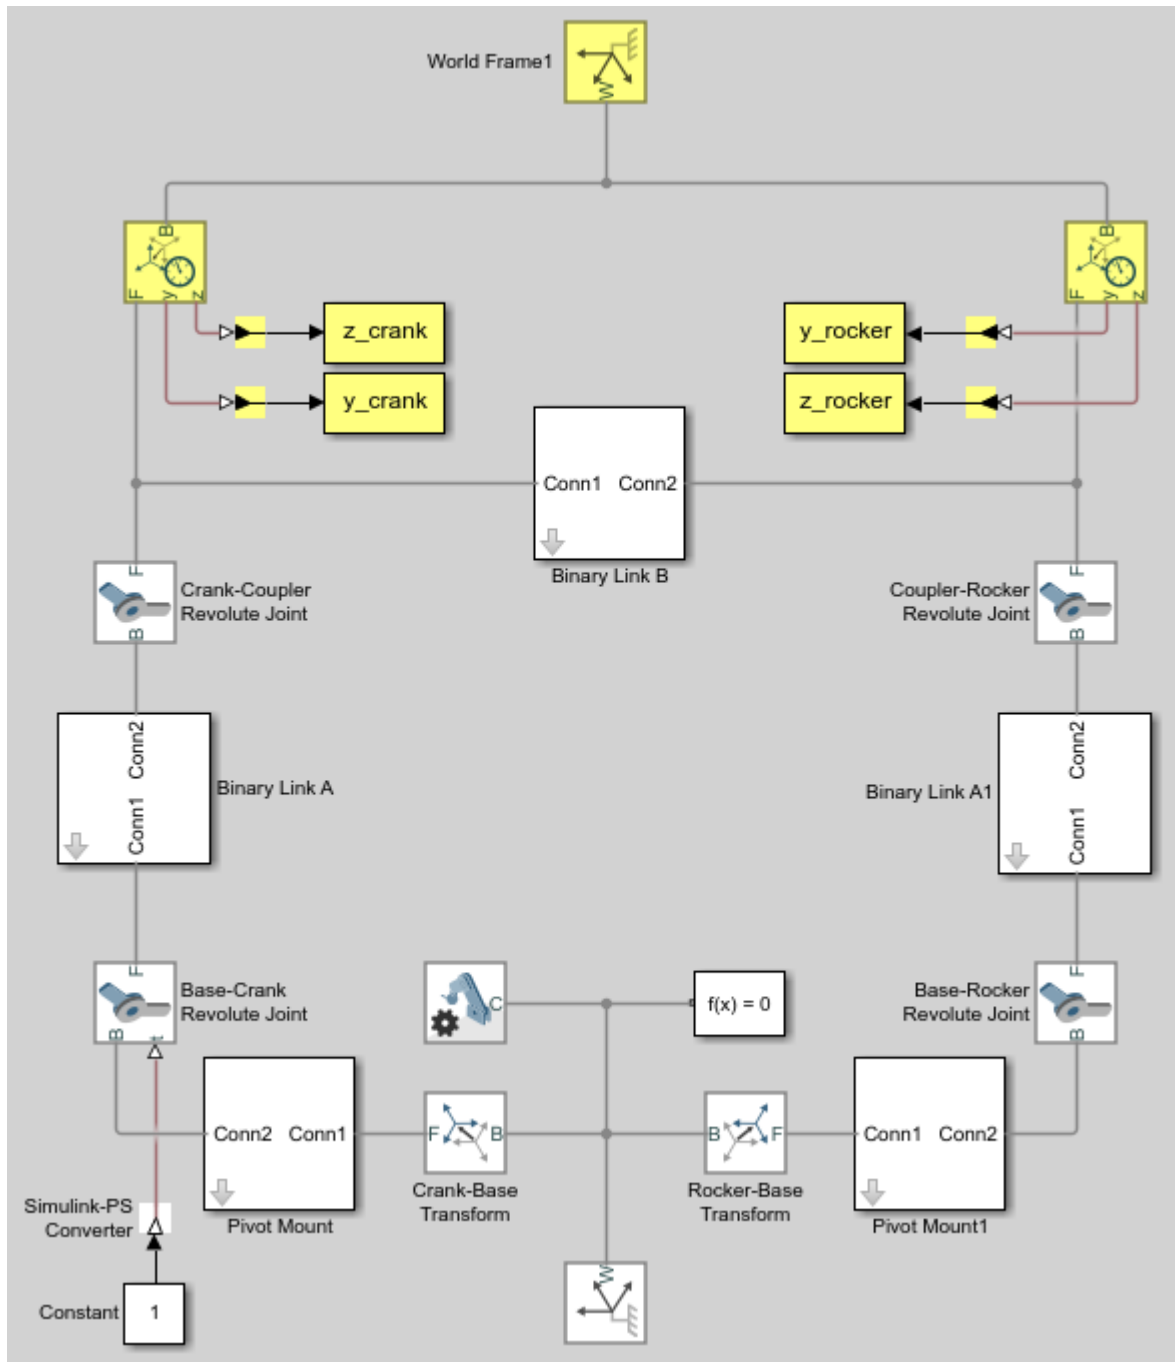 World Frame1
W
B
B
F y z
F y z
z_crank
y_rocker
y_crank
z_rocker
Conn1 Conn2
Binary Link B
F
Crank-Coupler
Revolute Joint
B
F
Coupler-Rocker
Revolute Joint
B
Conn2
Conn1
Binary Link A
Conn2
Conn1
Binary Link A1
F
Base-Crank
Revolute Joint
B t
C
f(x) = 0
F
Base-Rocker
Revolute Joint
B
Conn2 Conn1
Pivot Mount
F B
Crank-Base
Transform
B F
Rocker-Base
Transform
Conn1 Conn2
Pivot Mount1
Simulink-PS
Converter
W
Constant
1